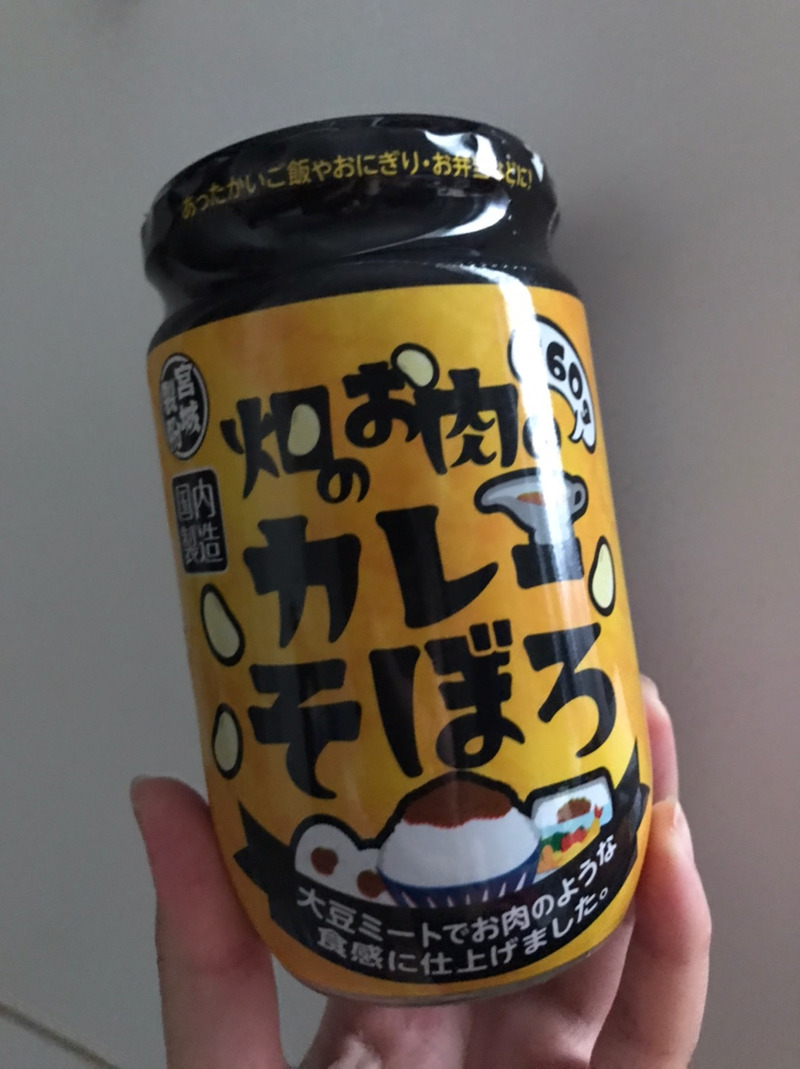 あったかいご飯やおにぎり・お弁当などに!
宮城
製粉
国内
製造
60g
畑のお肉の
カレー
そぼろ
大豆ミートでお肉のような
食感に仕上げました。